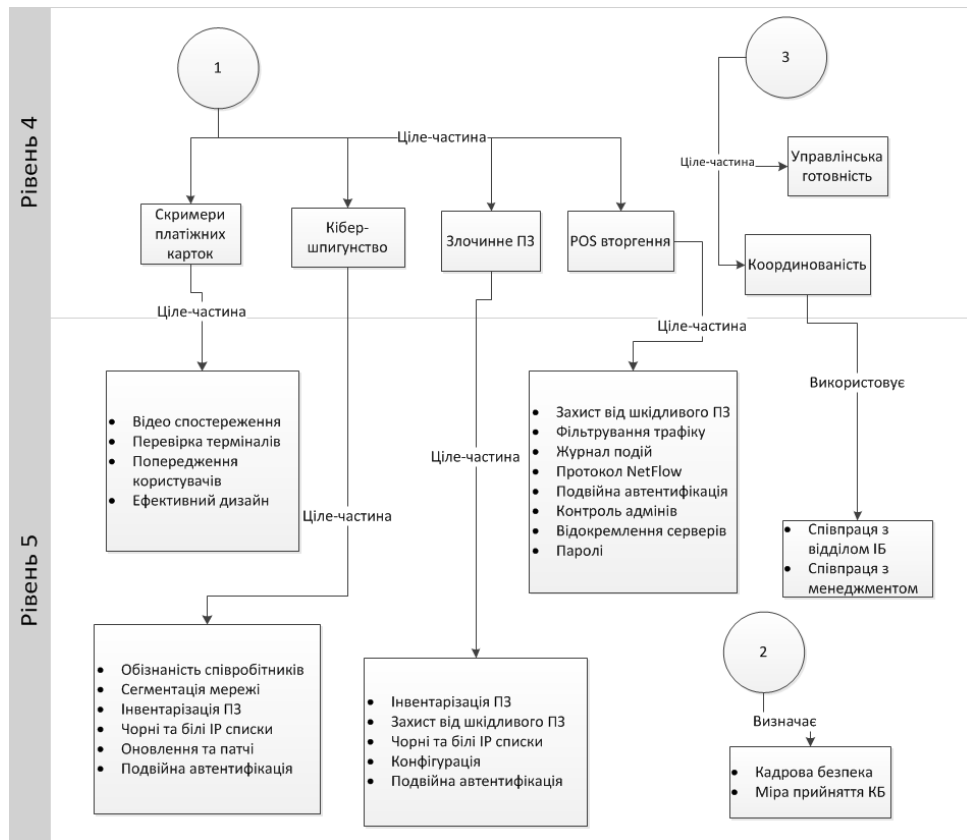 Рівень 4
1
3
Ціле-частина
Ціле-частина
Управлінська
готовність
Скримери
платіжних
карток
Кібер-
шпигунство
Злочинне ПЗ
POS вторгення
Координованість
Ціле-частина
Ціле-частина
Рівень 5
Використовує
• Відео спостереження
• Перевірка терміналів
• Попередження
користувачів
• Ефективний дизайн
• Захист від шкідливого ПЗ
• Фільтрування трафіку
• Журнал подій
• Протокол NetFlow
• Подвійна автентифікація
• Контроль адмінів
• Відокремлення серверів
• Паролі
Ціле-частина
Ціле-частина
• Співпраця з
відділом ІБ
• Співпраця з
менеджментом
• Обізнаність співробітників
• Сегментація мережі
• Інвентарізація ПЗ
• Чорні та білі IP списки
• Оновлення та патчі
• Подвійна автентифікація
• Інвентарізація ПЗ
• Захист від шкідливого ПЗ
• Чорні та білі IP списки
• Конфігурація
• Подвійна автентифікація
2
Визначає
• Кадрова безпека
• Міра прийняття КБ